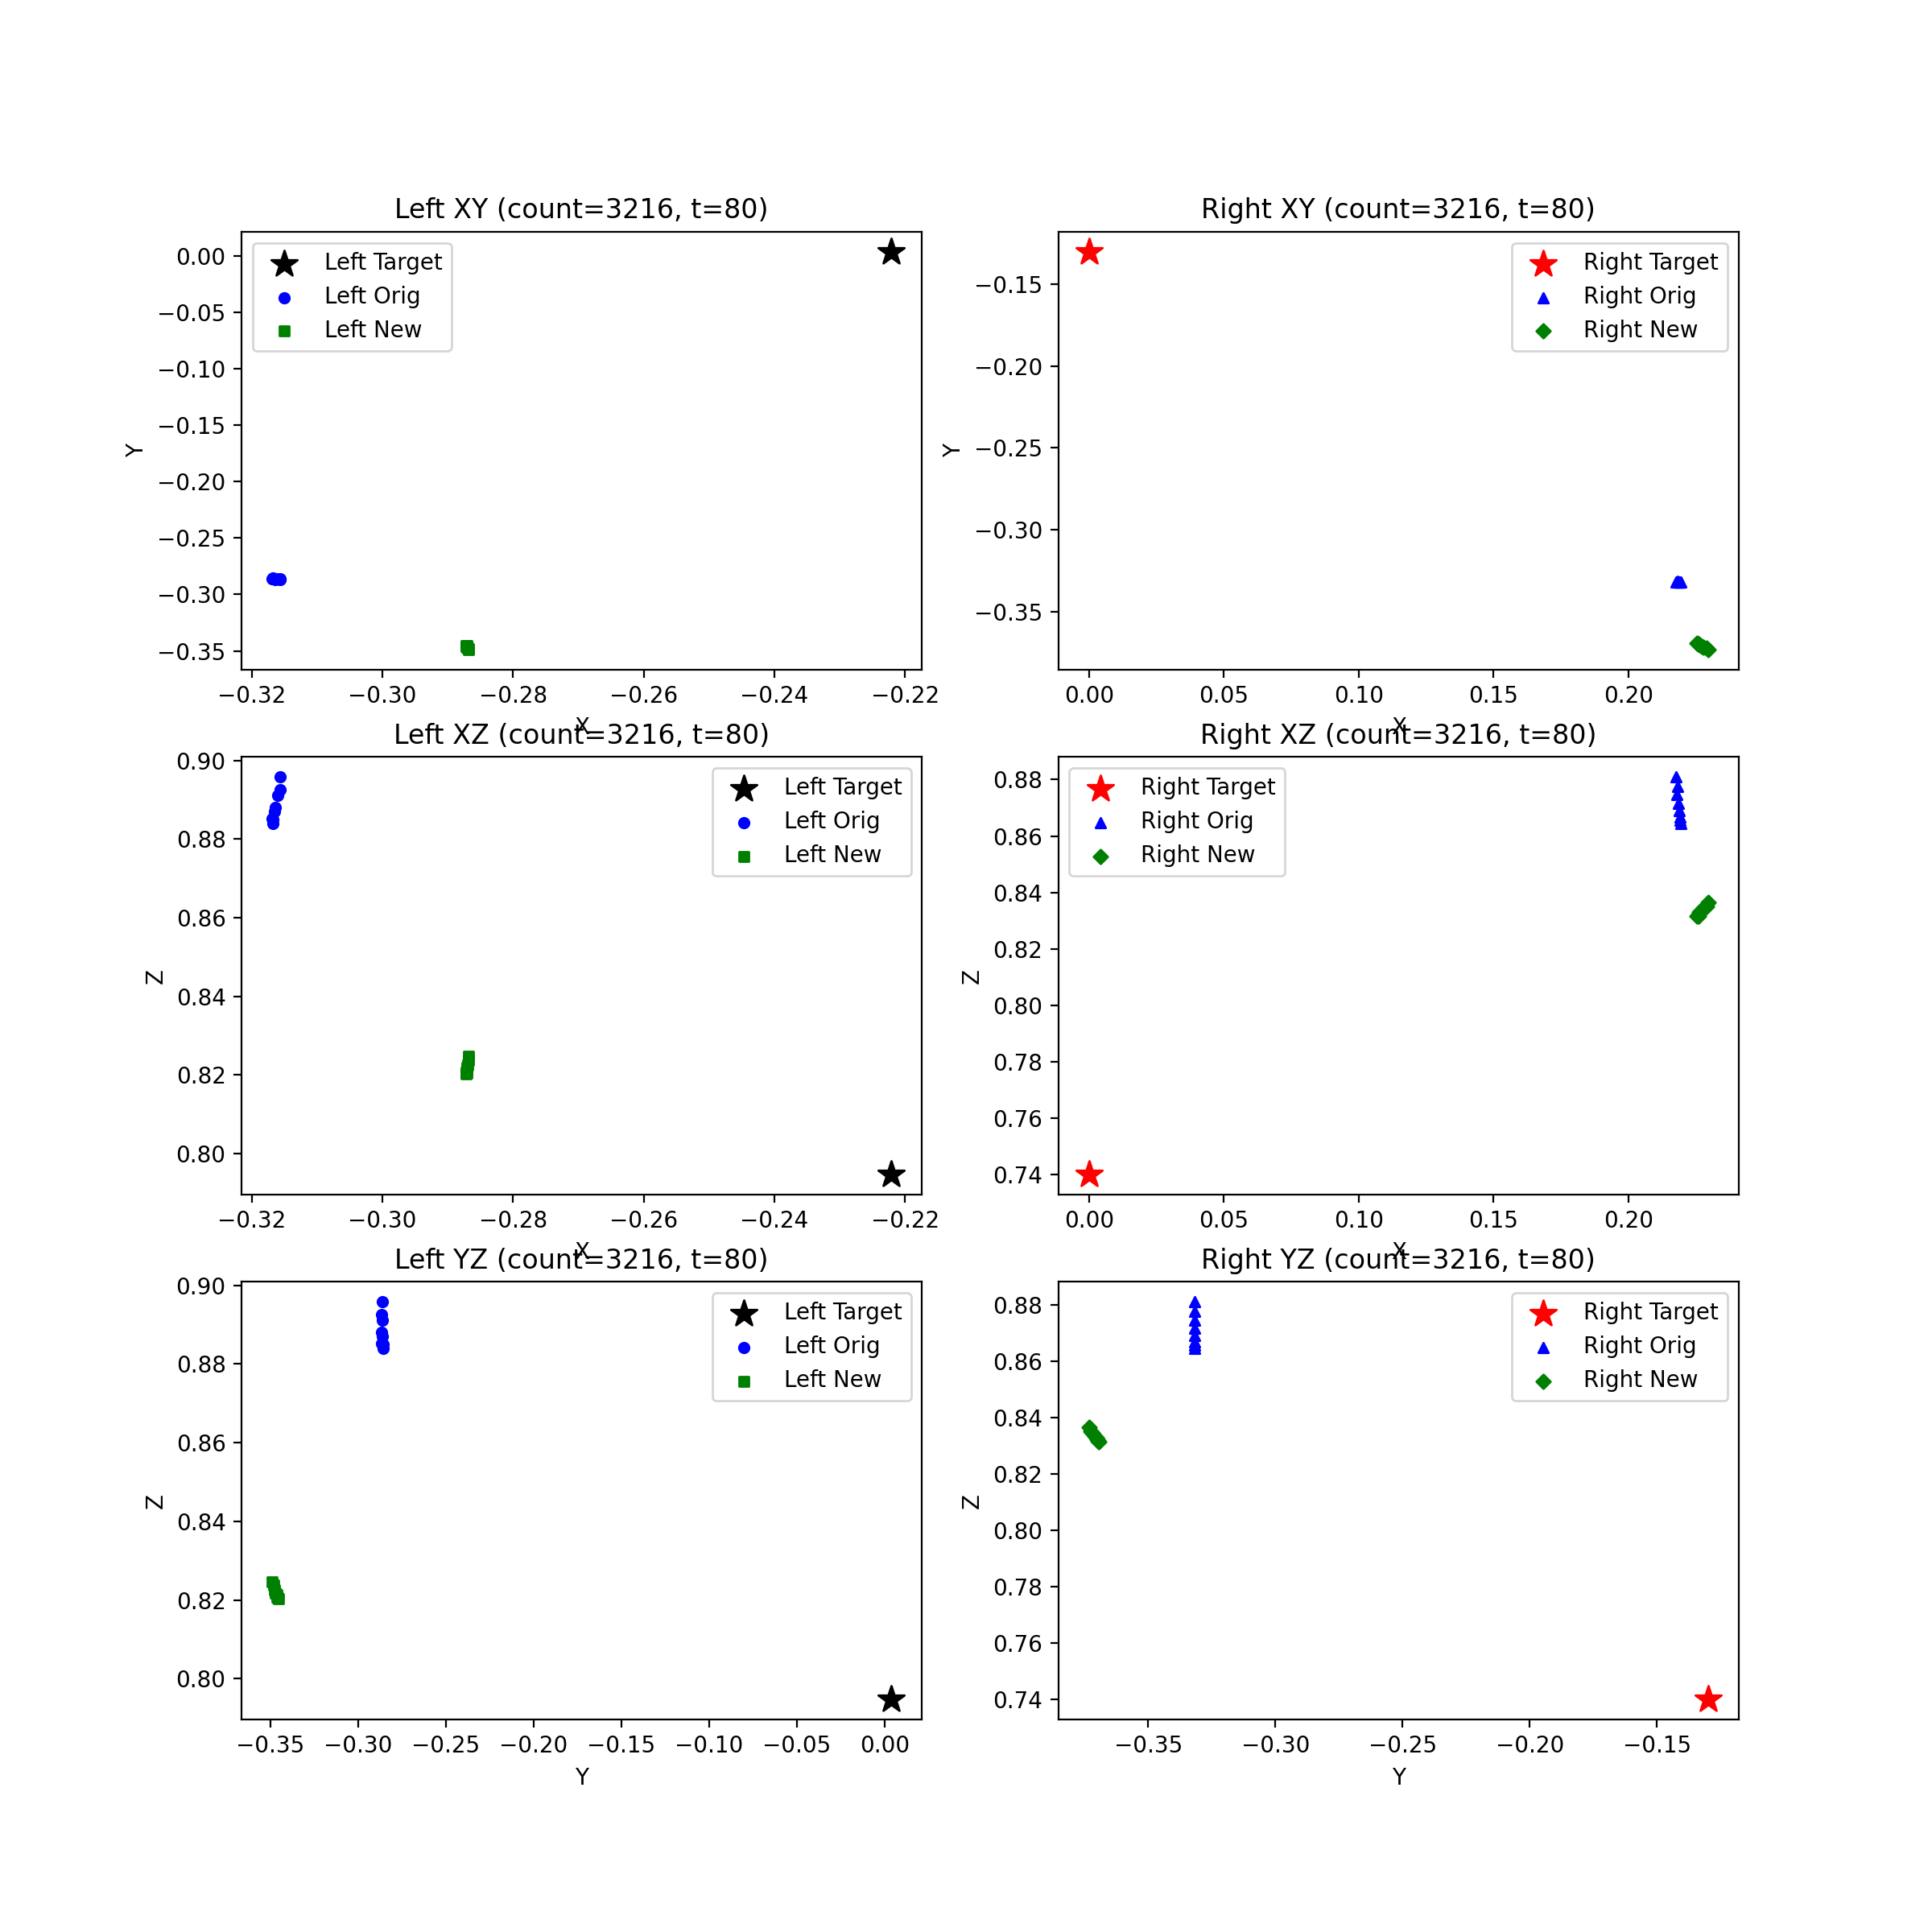 Left XY (count=3216, t=80)
0.00
−0.05
−0.10
−0.15
−0.20
−0.25
−0.30
−0.35
Y
Left Target
Left Orig
Left New
−0.32 −0.30 −0.28 −0.26 −0.24 −0.22
X
Right XY (count=3216, t=80)
−0.15
−0.20
−0.25
−0.30
−0.35
Y
Right Target
Right Orig
Right New
0.00 0.05 0.10 0.15 0.20
X
Left XZ (count=3216, t=80)
0.90
0.88
0.86
0.84
0.82
0.80
Z
Left Target
Left Orig
Left New
−0.32 −0.30 −0.28 −0.26 −0.24 −0.22
X
Right XZ (count=3216, t=80)
0.88
0.86
0.84
0.82
0.80
0.78
0.76
0.74
Z
Right Target
Right Orig
Right New
0.00 0.05 0.10 0.15 0.20
X
Left YZ (count=3216, t=80)
0.90
0.88
0.86
0.84
0.82
0.80
Z
Left Target
Left Orig
Left New
−0.35 −0.30 −0.25 −0.20 −0.15 −0.10 −0.05 0.00
Y
Right YZ (count=3216, t=80)
0.88
0.86
0.84
0.82
0.80
0.78
0.76
0.74
Z
Right Target
Right Orig
Right New
−0.35 −0.30 −0.25 −0.20 −0.15
Y